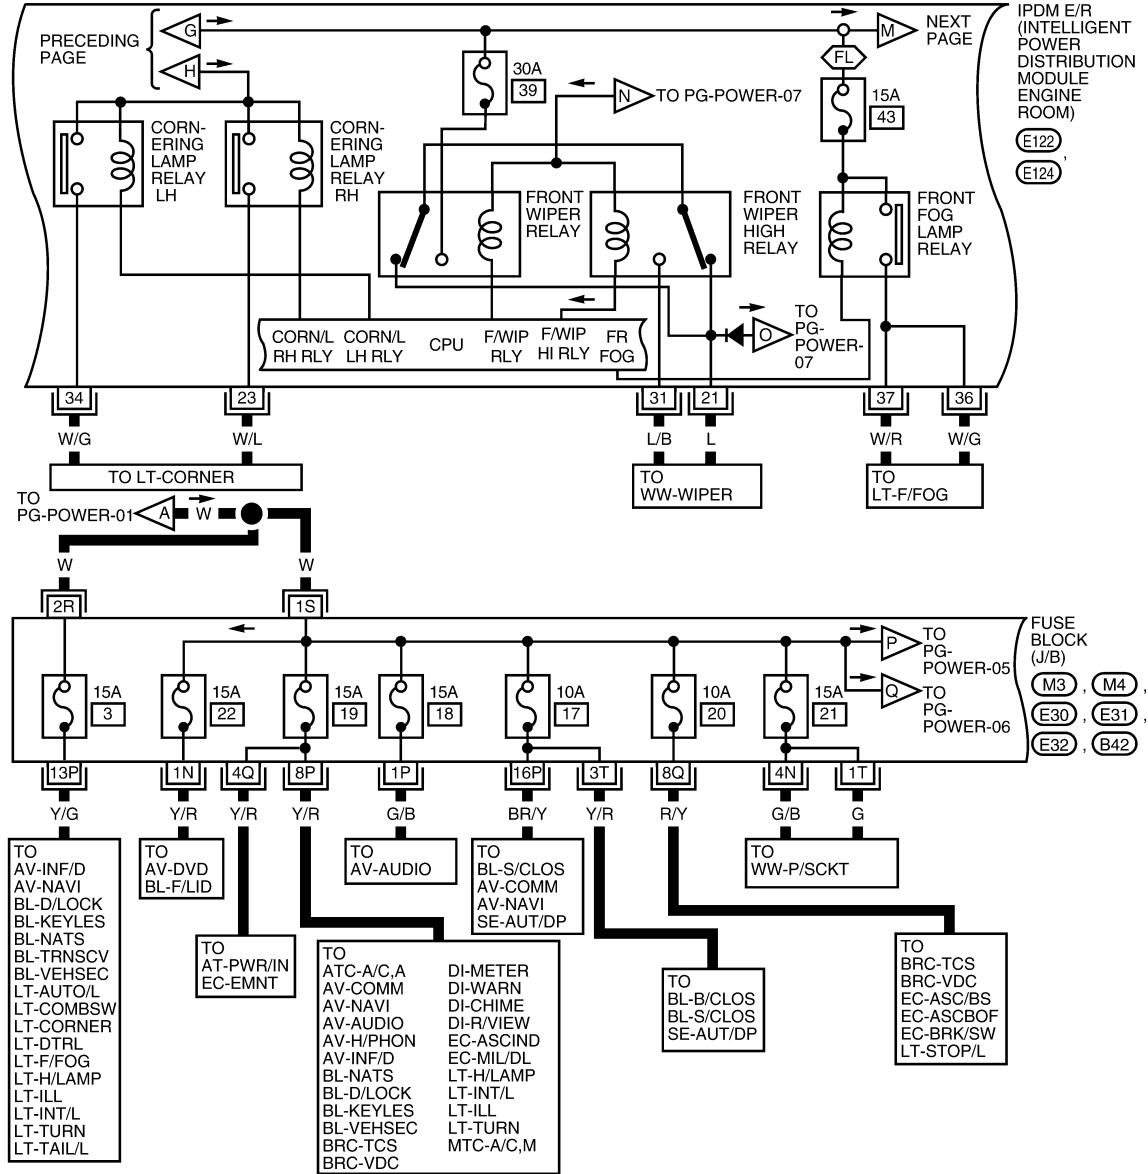 PRECEDING
PAGE
G
H
M
NEXT
PAGE
IPDM E/R
(INTELLIGENT
POWER
DISTRIBUTION
MODULE
ENGINE
ROOM)
E122
,
E124
FL
30A
39
N
TO PG-POWER-07
15A
43
CORN-
ERING
LAMP
RELAY
LH
CORN-
ERING
LAMP
RELAY
RH
FRONT
WIPER
RELAY
FRONT
WIPER
HIGH
RELAY
FRONT
FOG
LAMP
RELAY
CORN/L
RH RLY
CORN/L
LH RLY
CPU
F/WIP
RLY
F/WIP
HI RLY
FR
FOG
O
TO
PG-
POWER-
07
34
23
31
21
37
36
W/G
W/L
L/B
L
W/R
W/G
TO LT-CORNER
TO
WW-WIPER
TO
LT-F/FOG
TO
PG-POWER-01
A
W
W
W
2R
1S
FUSE
BLOCK
(J/B)
M3 , M4 ,
E30 , E31 ,
E32 , B42
P
TO
PG-
POWER-05
Q
TO
PG-
POWER-06
15A
3
15A
22
15A
19
15A
18
10A
17
10A
20
15A
21
13P
1N
4Q
8P
1P
16P
3T
8Q
4N
1T
Y/G
Y/R
Y/R
Y/R
G/B
BR/Y
Y/R
R/Y
G/B
G
TO
AV-INF/D
AV-NAVI
BL-D/LOCK
BL-KEYLES
BL-NATS
BL-TRNSCV
BL-VEHSEC
LT-AUTO/L
LT-COMBSW
LT-CORNER
LT-DTRL
LT-F/FOG
LT-H/LAMP
LT-ILL
LT-INT/L
LT-TURN
LT-TAIL/L
TO
AV-DVD
BL-F/LID
TO
AT-PWR/IN
EC-EMNT
TO
ATC-A/C,A
AV-COMM
AV-NAVI
AV-AUDIO
AV-H/PHON
AV-INF/D
BL-NATS
BL-D/LOCK
BL-KEYLES
BL-VEHSEC
BRC-TCS
BRC-VDC
DI-METER
DI-WARN
DI-CHIME
DI-R/VIEW
EC-ASCIND
EC-MIL/DL
LT-H/LAMP
LT-INT/L
LT-ILL
LT-TURN
MTC-A/C,M
TO
AV-AUDIO
TO
BL-S/CLOS
AV-COMM
AV-NAVI
SE-AUT/DP
TO
BL-B/CLOS
BL-S/CLOS
SE-AUT/DP
TO
WW-P/SCKT
TO
BRC-TCS
BRC-VDC
EC-ASC/BS
EC-ASCBOF
EC-BRK/SW
LT-STOP/L